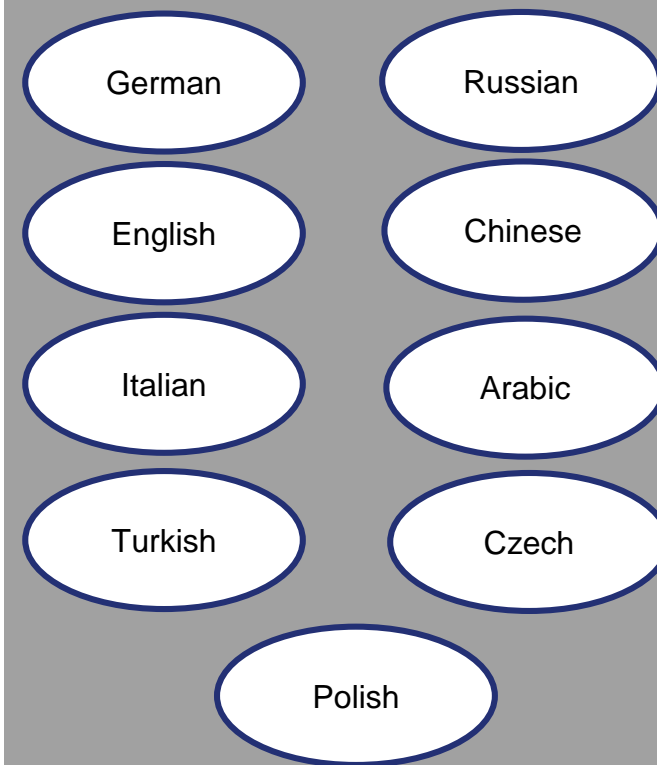 German
Russian
English
Chinese
Italian
Arabic
Turkish
Czech
Polish